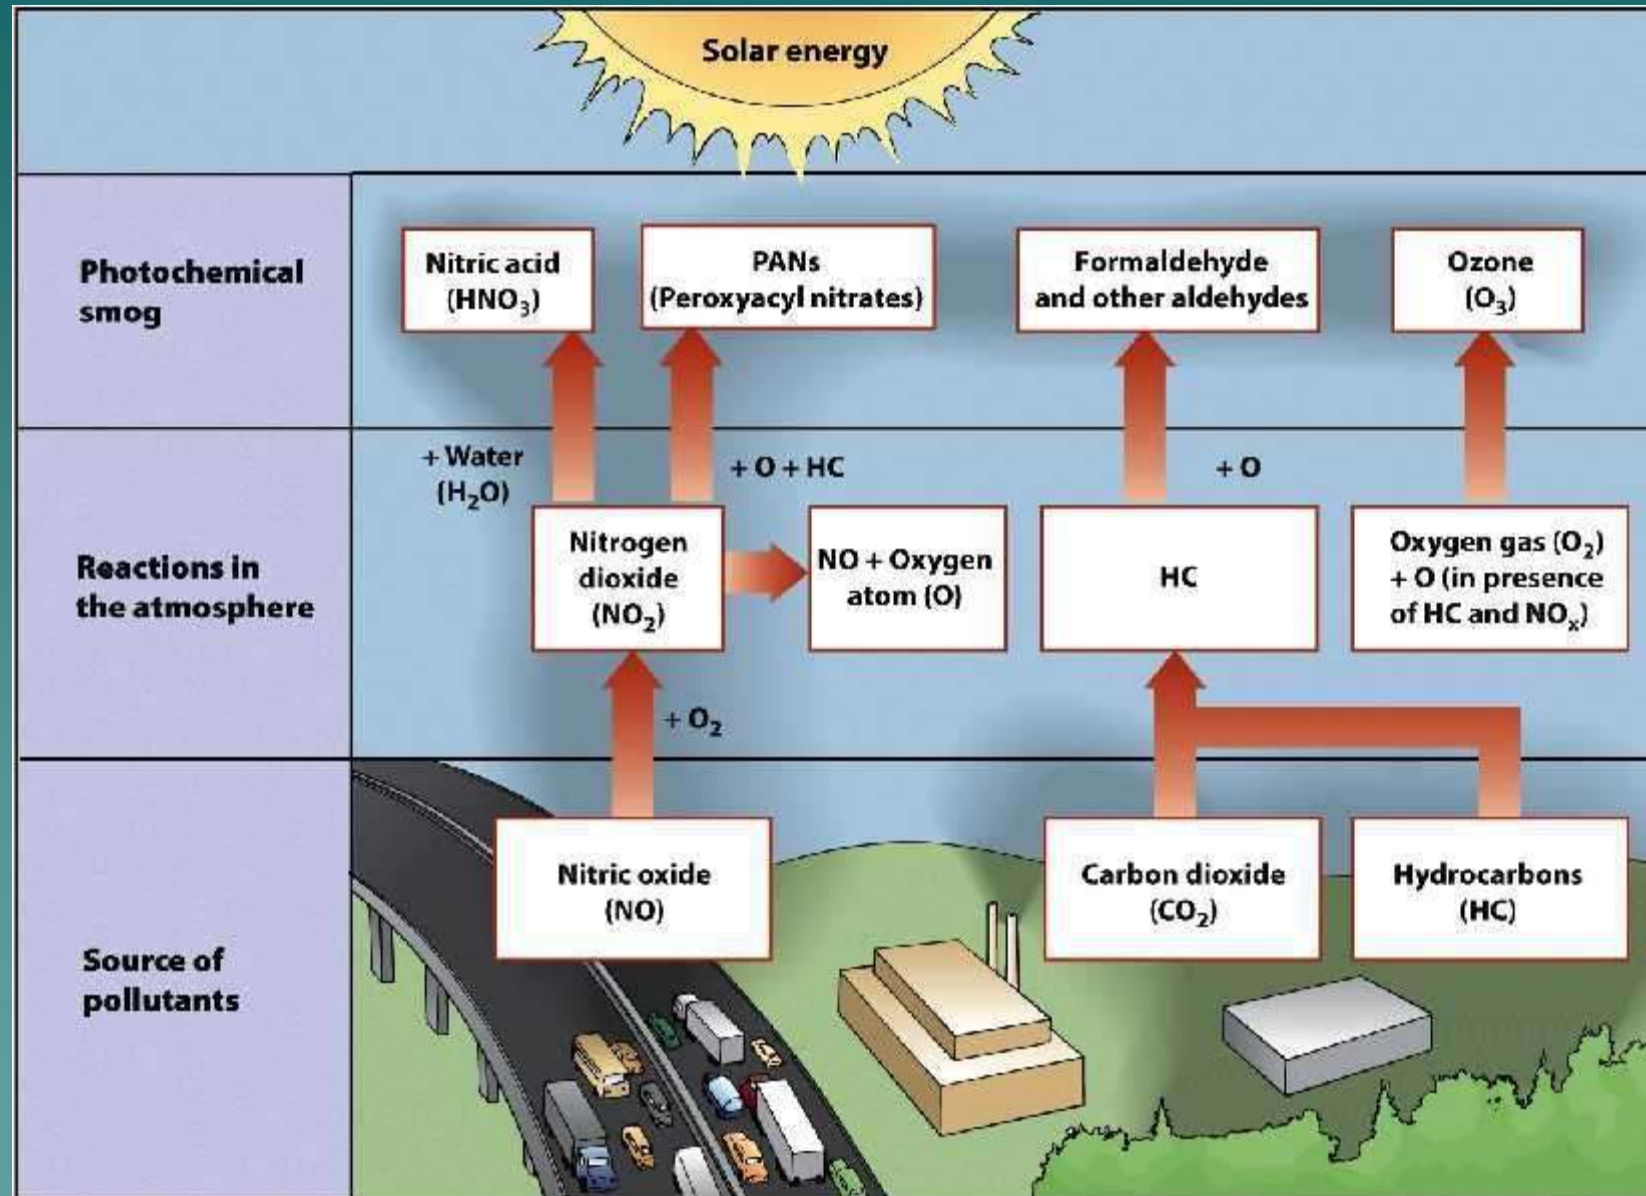 Solar energy
Photochemical
smog
Nitric acid
(HNO₃)
PANs
(Peroxyacyl nitrates)
Formaldehyde
and other aldehydes
Ozone
(O₃)
+ Water
(H₂O)
+ O + HC
+ O
Reactions in
the atmosphere
Nitrogen
dioxide
(NO₂)
NO + Oxygen
atom (O)
HC
Oxygen gas (O₂)
+ O (in presence
of HC and NOₓ)
+ O₂
Source of
pollutants
Nitric oxide
(NO)
Carbon dioxide
(CO₂)
Hydrocarbons
(HC)